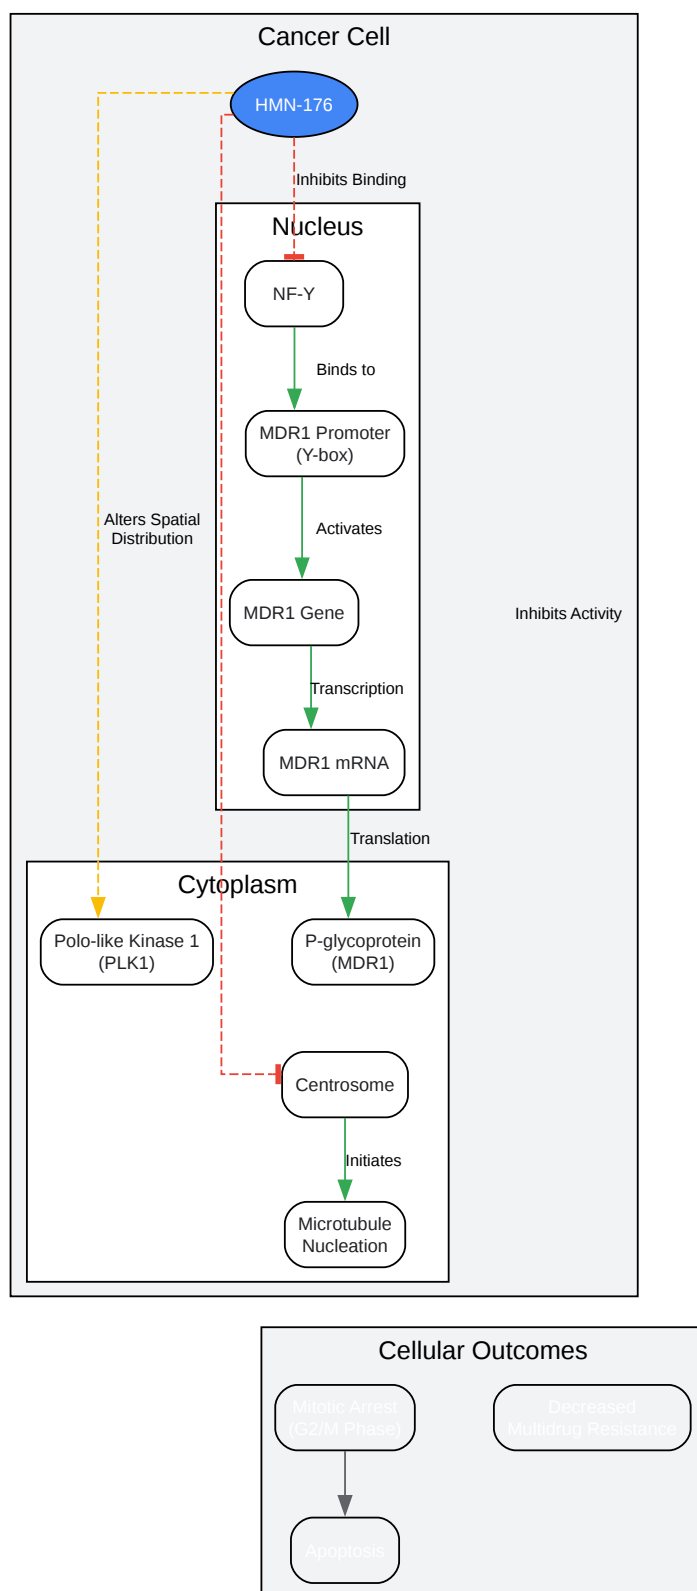 Cancer Cell
HMN-176
Inhibits Binding
Nucleus
NF-Y
Binds to
MDR1 Promoter
(Y-box)
Alters Spatial
Distribution
Activates
Inhibits Activity
MDR1 Gene
Transcription
MDR1 mRNA
Translation
Cytoplasm
Polo-like Kinase 1
(PLK1)
P-glycoprotein
(MDR1)
Centrosome
Initiates
Microtubule
Nucleation
Cellular Outcomes
Mitotic Arrest
(G2/M Phase)
Decreased
Multidrug Resistance
Apoptosis